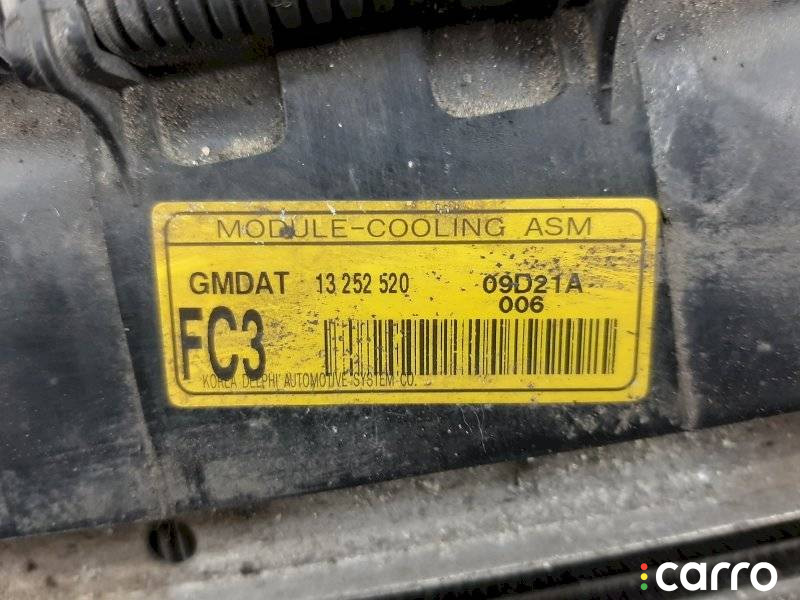 MODULE-COOLING ASM
GMDAT 13 252 520 09D21A
006
FC3
KOREA DELPHI AUTOMOTIVE SYSTEM CO.
carro